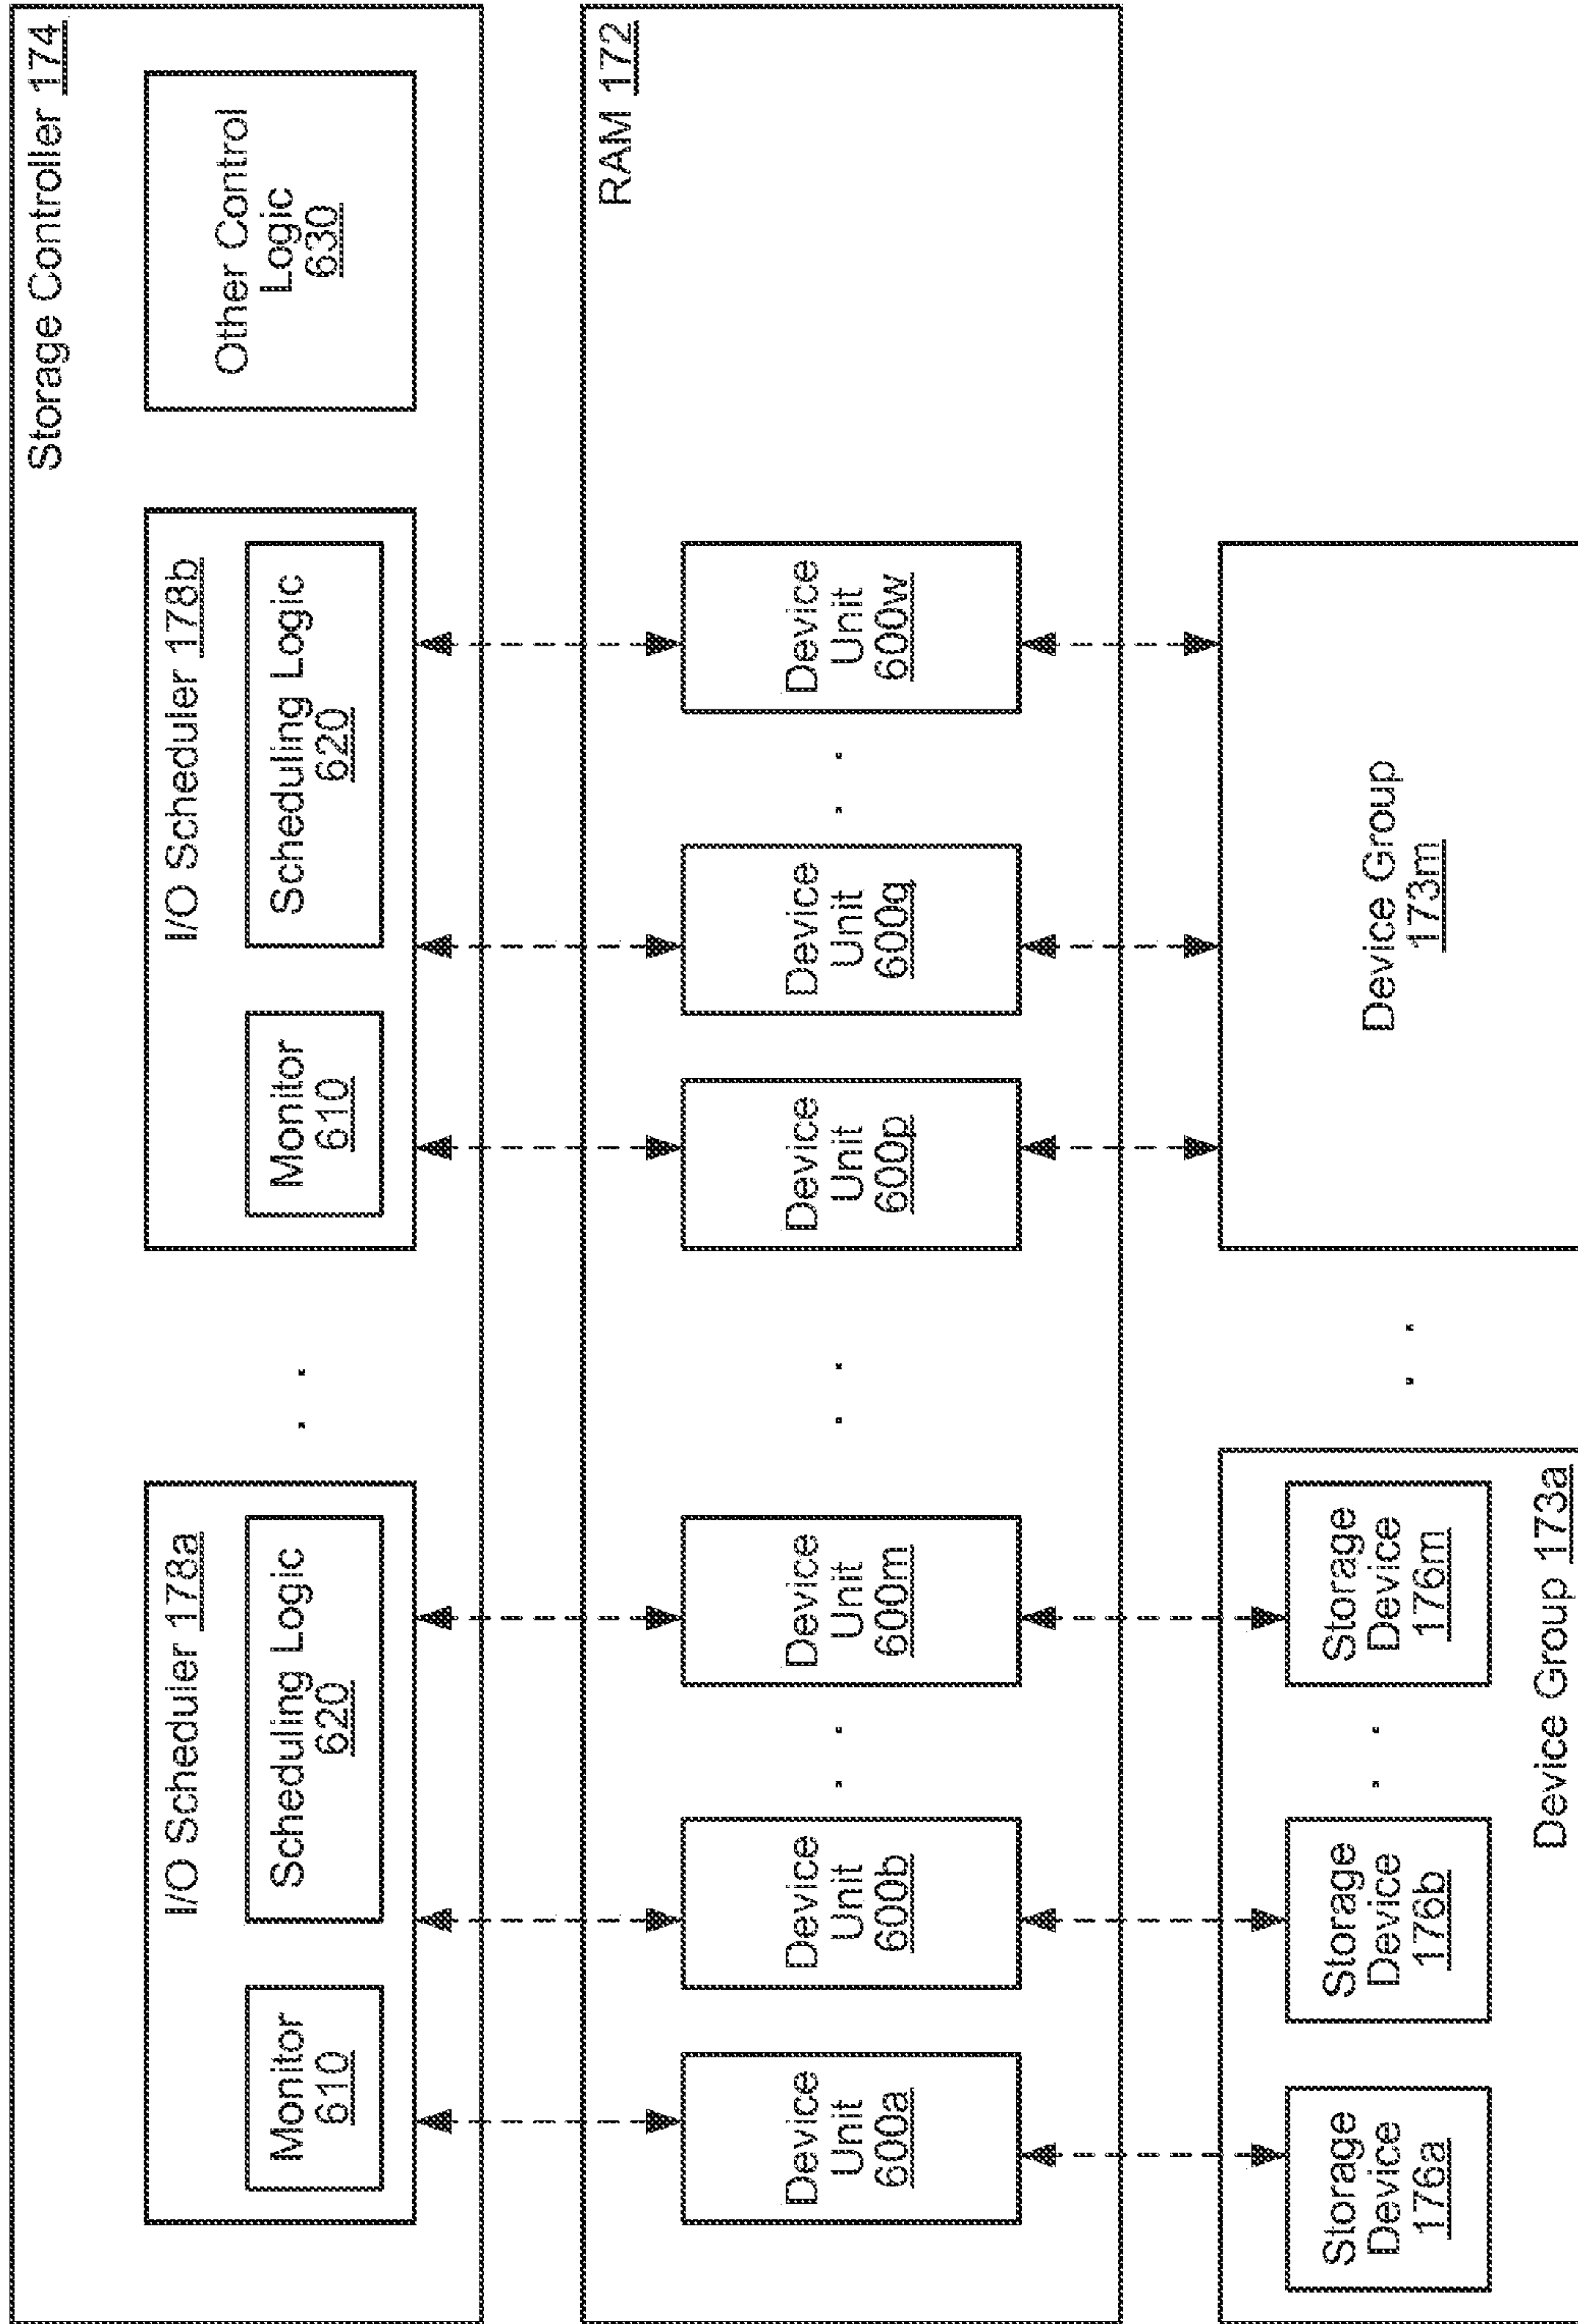 Storage Controller 174
I/O Scheduler 178a
Monitor
610
Scheduling Logic
620
. .
I/O Scheduler 178b
Monitor
610
Scheduling Logic
620
Other Control
Logic
630
RAM 172
Device
Unit
600a
Device
Unit
600b
. .
Device
Unit
600m
. .
Device
Unit
600p
Device
Unit
600q
. .
Device
Unit
600w
Storage
Device
176a
Storage
Device
176b
. .
Storage
Device
176m
Device Group 173a
. .
Device Group
173m